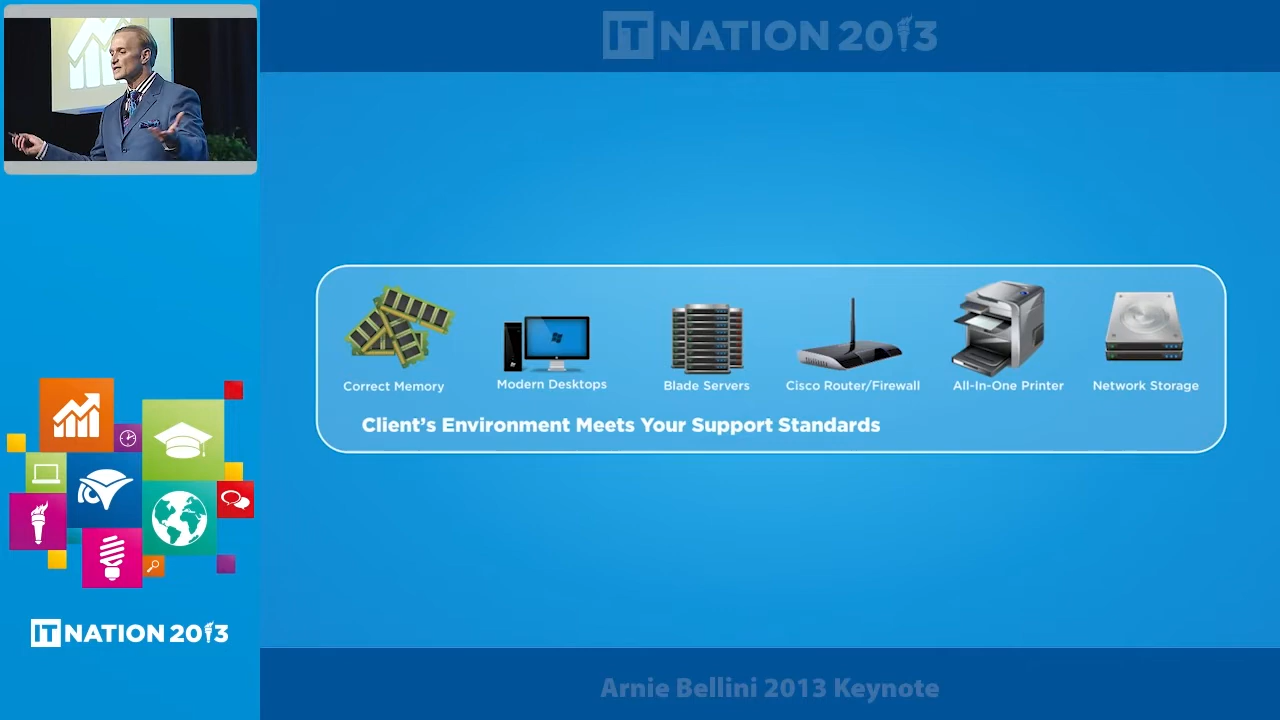 IT NATION 2013
Correct Memory
Modern Desktops
Blade Servers
Cisco Router/Firewall
All-In-One Printer
Network Storage
Client's Environment Meets Your Support Standards
IT NATION 2013
Arnie Bellini 2013 Keynote